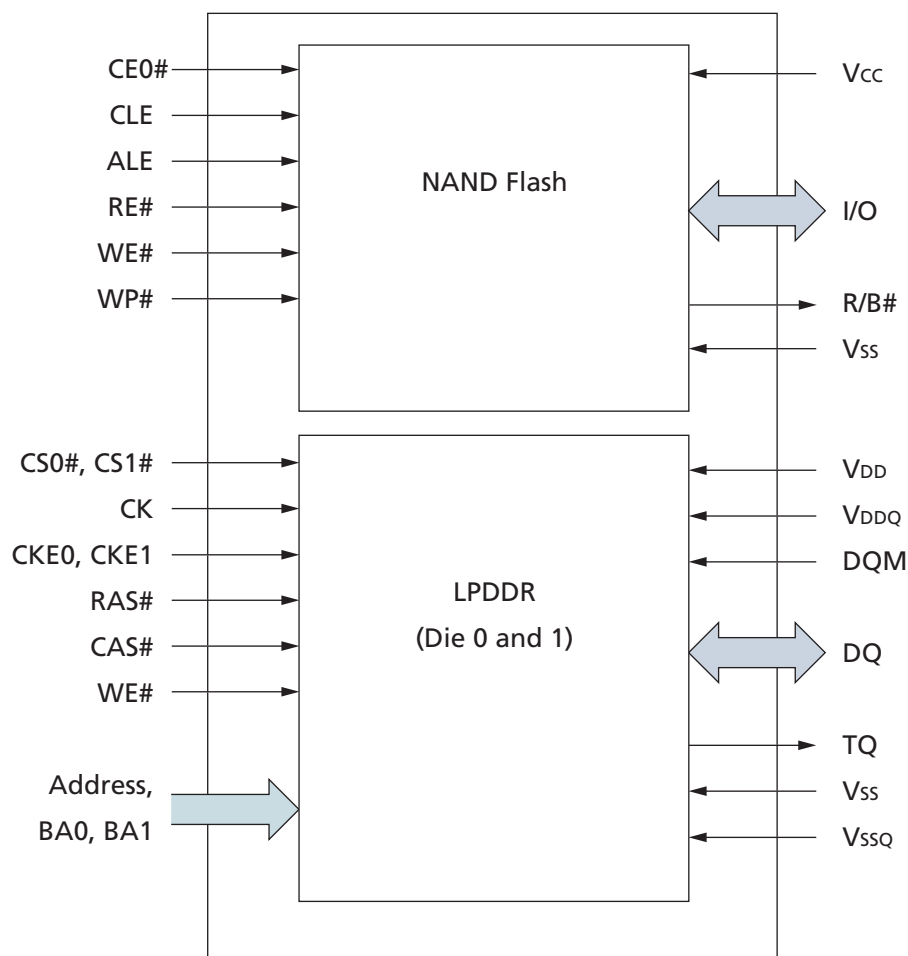 CE0#
CLE
ALE
RE#
WE#
WP#
NAND Flash
VCC
I/O
R/B#
VSS
CS0#, CS1#
CK
CKE0, CKE1
RAS#
CAS#
WE#
Address,
BA0, BA1
LPDDR
(Die 0 and 1)
VDD
VDDQ
DQM
DQ
TQ
VSS
VSSQ